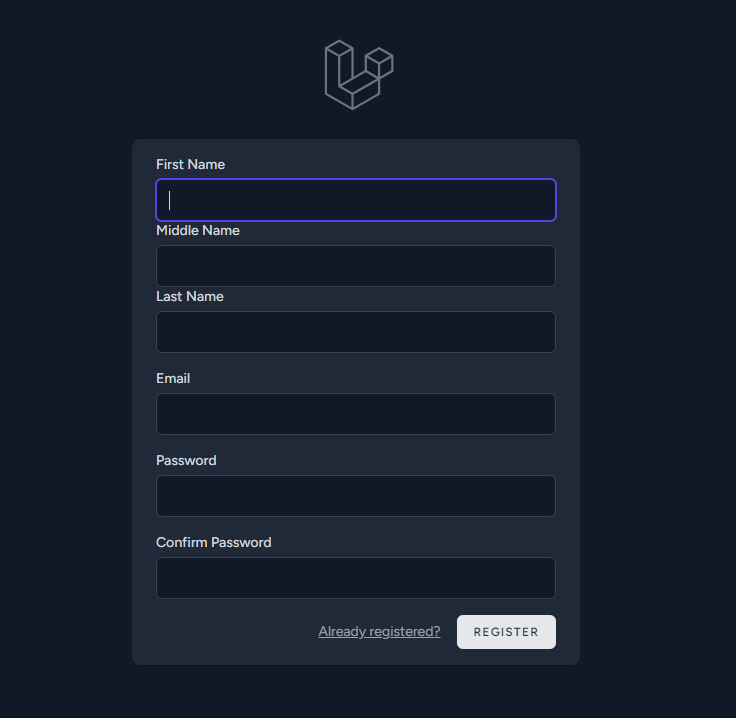 First Name
Middle Name
Last Name
Email
Password
Confirm Password
Already registered? REGISTER